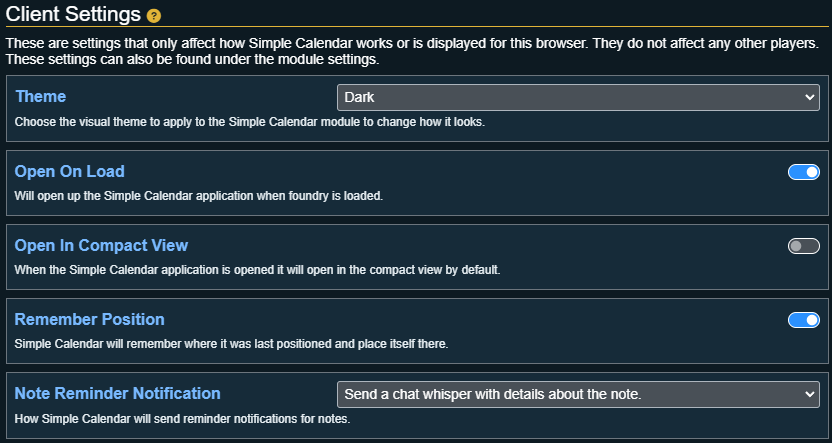 Client Settings ?
These are settings that only affect how Simple Calendar works or is displayed for this browser. They do not affect any other players.
These settings can also be found under the module settings.
Theme
Dark
Choose the visual theme to apply to the Simple Calendar module to change how it looks.
Open On Load
Will open up the Simple Calendar application when foundry is loaded.
Open In Compact View
When the Simple Calendar application is opened it will open in the compact view by default.
Remember Position
Simple Calendar will remember where it was last positioned and place itself there.
Note Reminder Notification
Send a chat whisper with details about the note.
How Simple Calendar will send reminder notifications for notes.